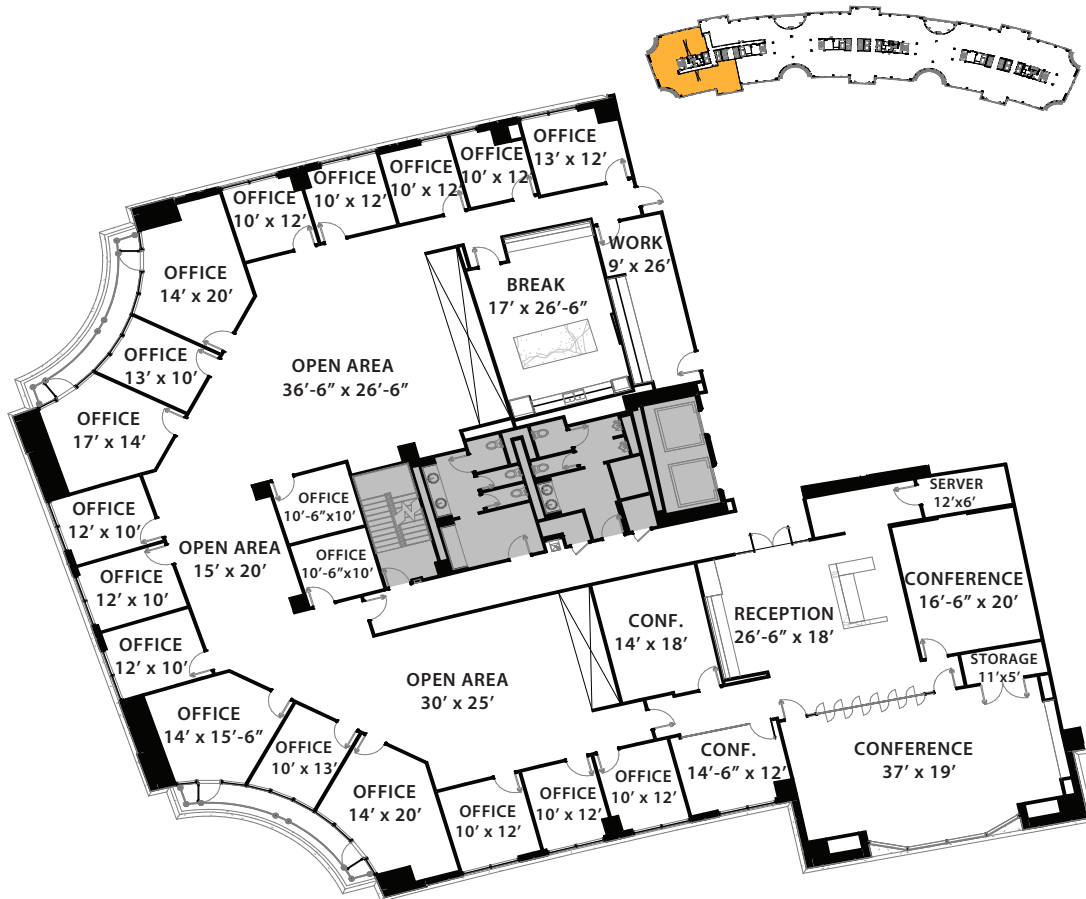 OFFICE
13’ x 12’
OFFICE
10’ x 12’
OFFICE
10’ x 12’
OFFICE
10’ x 12’
OFFICE
10’ x 12’
WORK
9’ x 26’
OFFICE
14’ x 20’
BREAK
17’ x 26’-6”
OFFICE
13’ x 10’
OPEN AREA
36’-6” x 26’-6”
OFFICE
17’ x 14’
OFFICE
10’-6”x10’
SERVER
12’x6’
OFFICE
12’ x 10’
OPEN AREA
15’ x 20’
OFFICE
10’-6”x10’
OFFICE
12’ x 10’
CONFERENCE
16’-6” x 20’
RECEPTION
26’-6” x 18’
CONF.
14’ x 18’
OFFICE
12’ x 10’
STORAGE
11’x5’
OPEN AREA
30’ x 25’
OFFICE
14’ x 15’-6”
OFFICE
10’ x 13’
CONF.
14’-6” x 12’
CONFERENCE
37’ x 19’
OFFICE
14’ x 20’
OFFICE
10’ x 12’
OFFICE
10’ x 12’
OFFICE
10’ x 12’